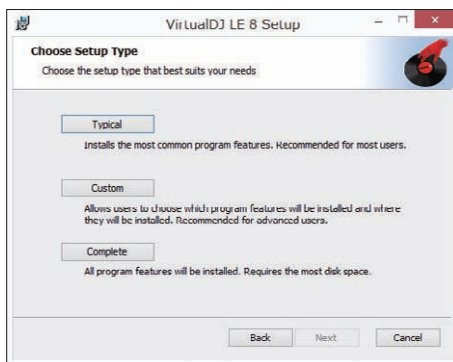 VirtualDJ LE 8 Setup
Choose Setup Type
Choose the setup type that best suits your needs
Typical
Installs the most common program features. Recommended for most users.
Custom
Allows users to choose which program features will be installed and where
they will be installed. Recommended for advanced users.
Complete
All program features will be installed. Requires the most disk space.
Back
Next
Cancel